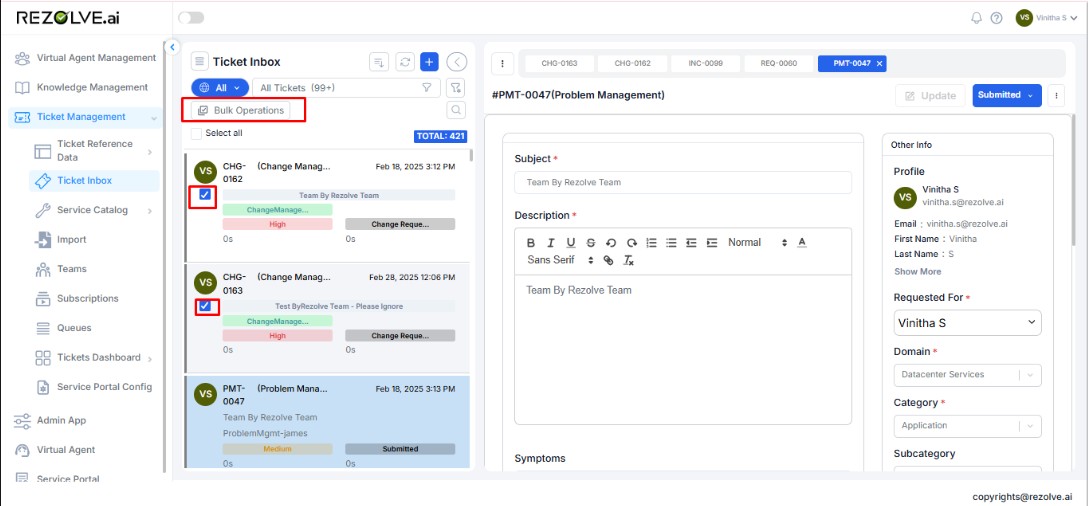 REZOLVE.ai
VS Vinitha S
Virtual Agent Management
Knowledge Management
Ticket Management
Ticket Reference
Data
Ticket Inbox
Service Catalog
Import
Teams
Subscriptions
Queues
Tickets Dashboard
Service Portal Config
Admin App
Virtual Agent
Service Portal
Ticket Inbox
All
All Tickets (99+)
Bulk Operations
Select all
TOTAL: 421
VS
CHG-0162 (Change Manag... Feb 18, 2025 3:12 PM
Team By Rezolve Team
ChangeManage...
High Change Reque...
0s 0s
VS
CHG-0163 (Change Manag... Feb 28, 2025 12:06 PM
Test ByRezolve Team - Please Ignore
ChangeManage...
High Change Reque...
0s 0s
VS
PMT-0047 (Problem Mana... Feb 18, 2025 3:13 PM
Team By Rezolve Team
ProblemMgmt-james
Medium Submitted
0s 0s
CHG-0163 CHG-0162 INC-0099 REQ-0060 PMT-0047 ×
#PMT-0047(Problem Management)
Update Submitted
Subject *
Team By Rezolve Team
Description *
B I U S Normal A
Sans Serif
Team By Rezolve Team
Symptoms
Other Info
Profile
VS
Vinitha S
vinitha.s@rezolve.ai
Email : vinitha.s@rezolve.ai
First Name : Vinitha
Last Name : S
Show More
Requested For *
Vinitha S
Domain *
Datacenter Services
Category *
Application
Subcategory
copyrights@rezolve.ai